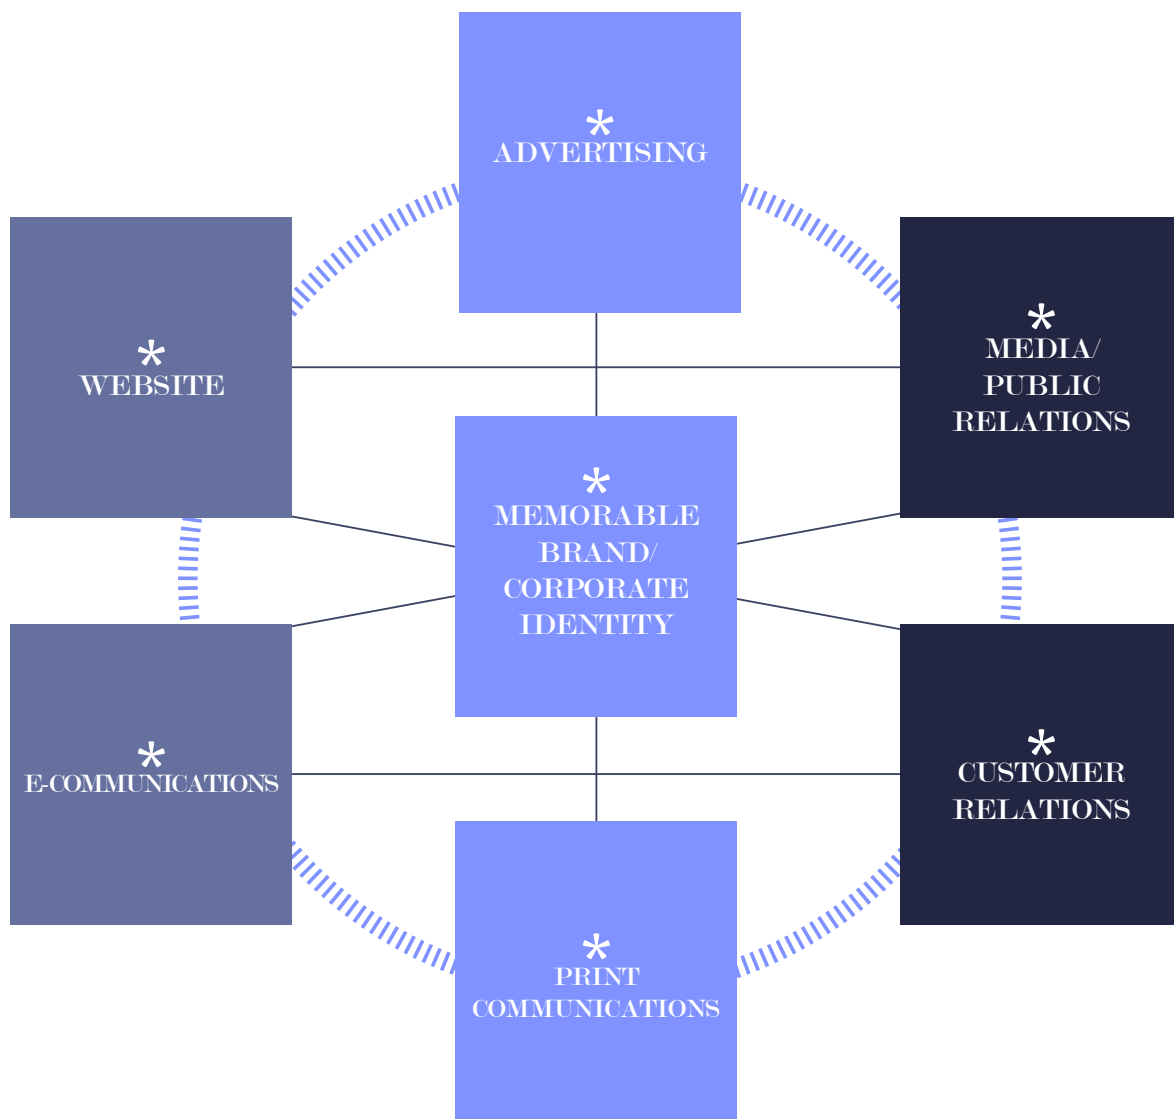 *
ADVERTISING
*
WEBSITE
*
MEDIA/
PUBLIC
RELATIONS
*
MEMORABLE
BRAND/
CORPORATE
IDENTITY
*
E-COMMUNICATIONS
*
CUSTOMER
RELATIONS
*
PRINT
COMMUNICATIONS